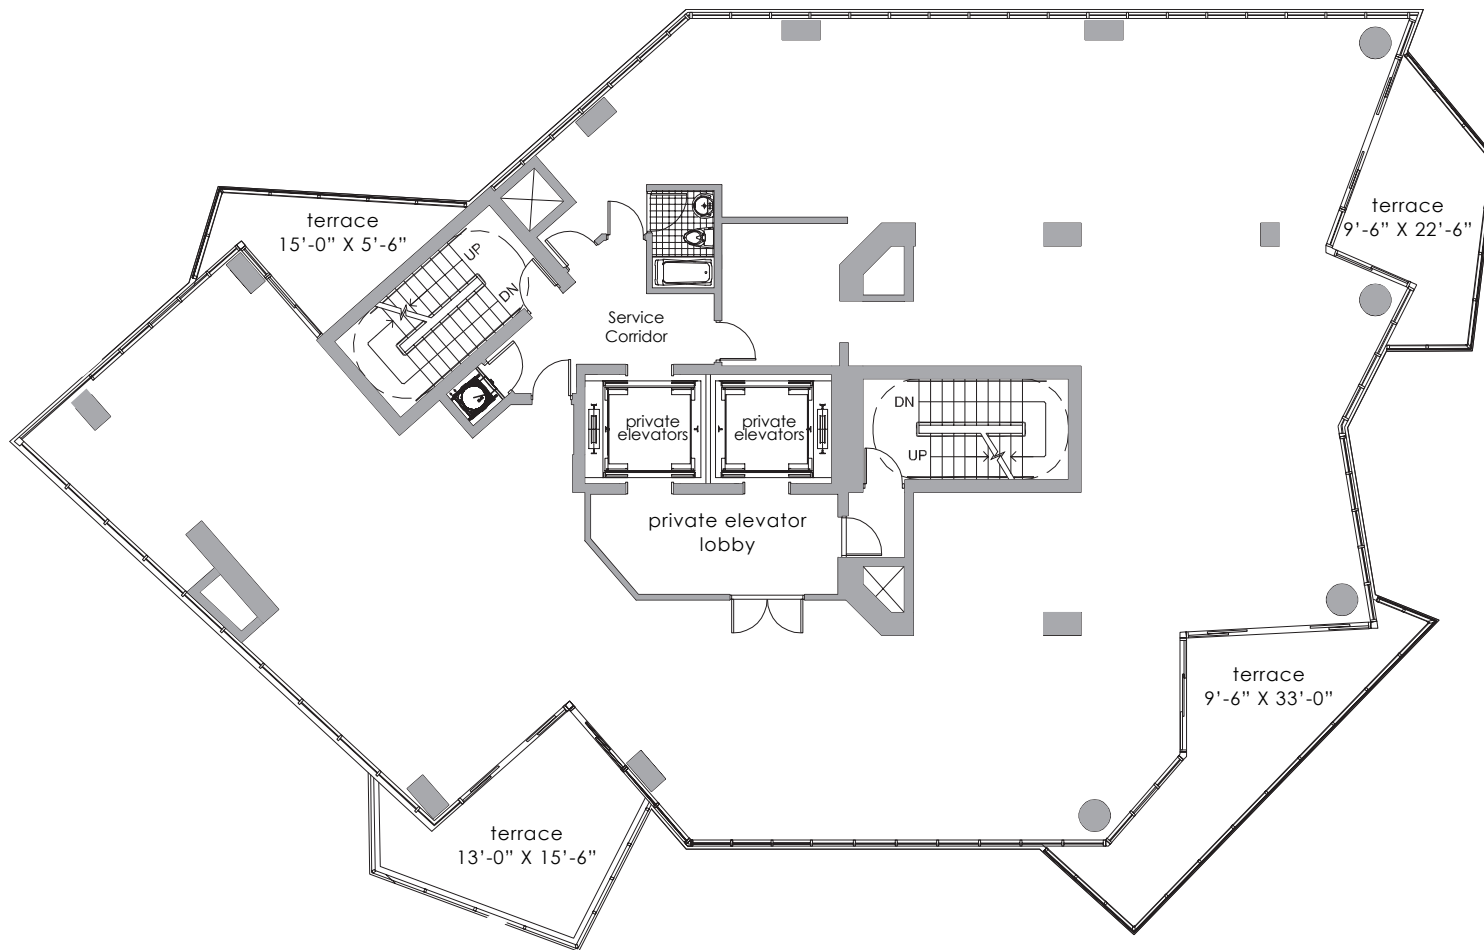 terrace
15’-0” X 5’-6”
terrace
9’-6” X 22’-6”
UP
DN
Service
Corridor
private
elevators
private
elevators
DN
UP
private elevator
lobby
terrace
9’-6” X 33’-0”
terrace
13’-0” X 15’-6”